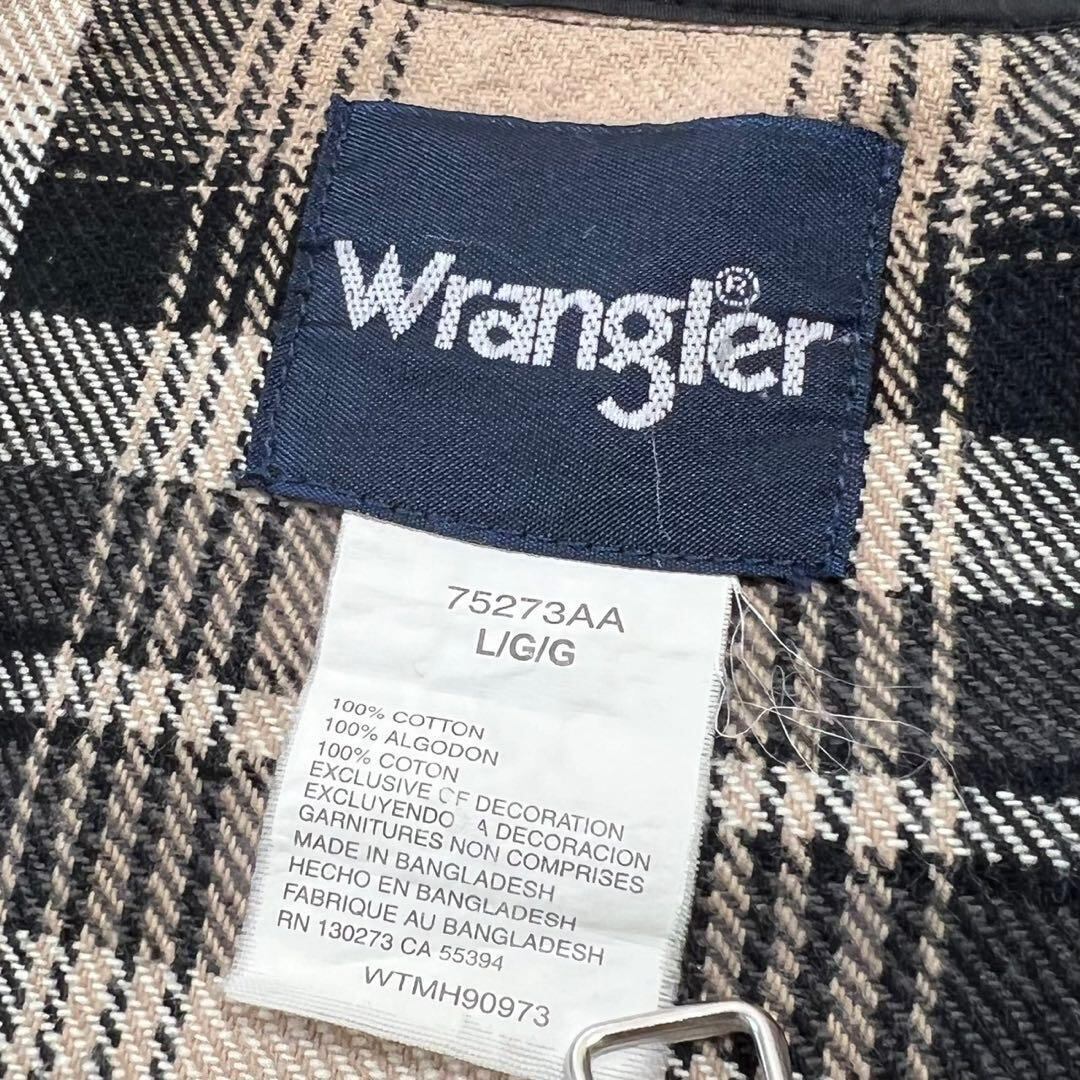 Wrangler®
75273AA
L/G/G
100% COTTON
100% ALGODON
100% COTON
EXCLUSIVE OF DECORATION
EXCLUYENDO LA DECORACION
GARNITURES NON COMPRISES
MADE IN BANGLADESH
HECHO EN BANGLADESH
FABRIQUE AU BANGLADESH
RN 130273 CA 55394
WTMH90973